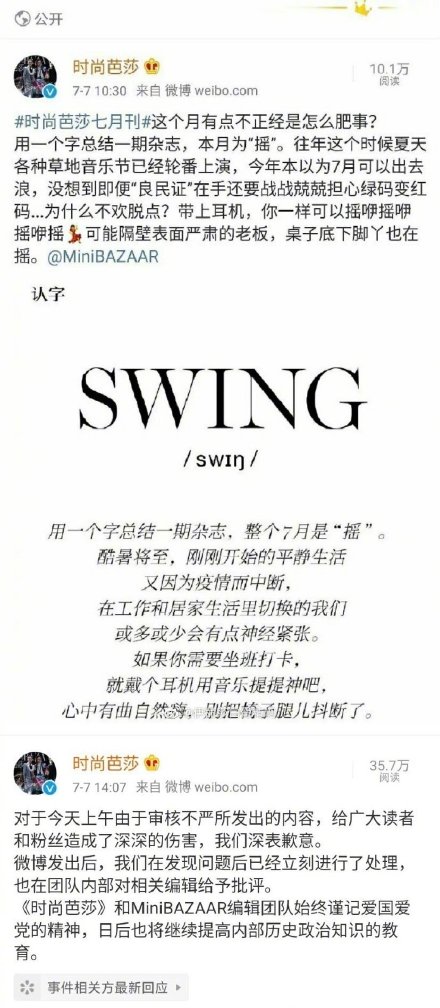 公开
时尚芭莎
10.1万
7-7 10:30 来自 微博 weibo.com
阅读
#时尚芭莎七月刊#这个月有点不正经是怎么肥事？
用一个字总结一期杂志，本月为“摇”。往年这个时候夏天
各种草地音乐节已经轮番上演，今年本以为7月可以出去
浪，没想到即便“良民证”在手还要战战兢兢担心绿码变红
码...为什么不欢脱点？带上耳机，你一样可以摇咿摇咿
摇咿摇💃可能隔壁表面严肃的老板，桌子底下脚丫也在
摇。@MiniBAZAAR
认字
SWING
/swɪŋ/
用一个字总结一期杂志，整个7月是“摇”。
酷暑将至，刚刚开始的平静生活
又因为疫情而中断，
在工作和居家生活里切换的我们
或多或少会有点神经紧张。
如果你需要坐班打卡，
就戴个耳机用音乐提提神吧，
心中有曲自然嗨，别把椅子腿儿抖断了。
时尚芭莎
35.7万
7-7 14:07 来自 微博 weibo.com
阅读
对于今天上午由于审核不严所发出的内容，给广大读者
和粉丝造成了深深的伤害，我们深表歉意。
微博发出后，我们在发现问题后已经立刻进行了处理，
也在团队内部对相关编辑给予批评。
《时尚芭莎》和MiniBAZAAR编辑团队始终谨记爱国爱
党的精神，日后也将继续提高内部历史政治知识的教
育。
事件相关方最新回应